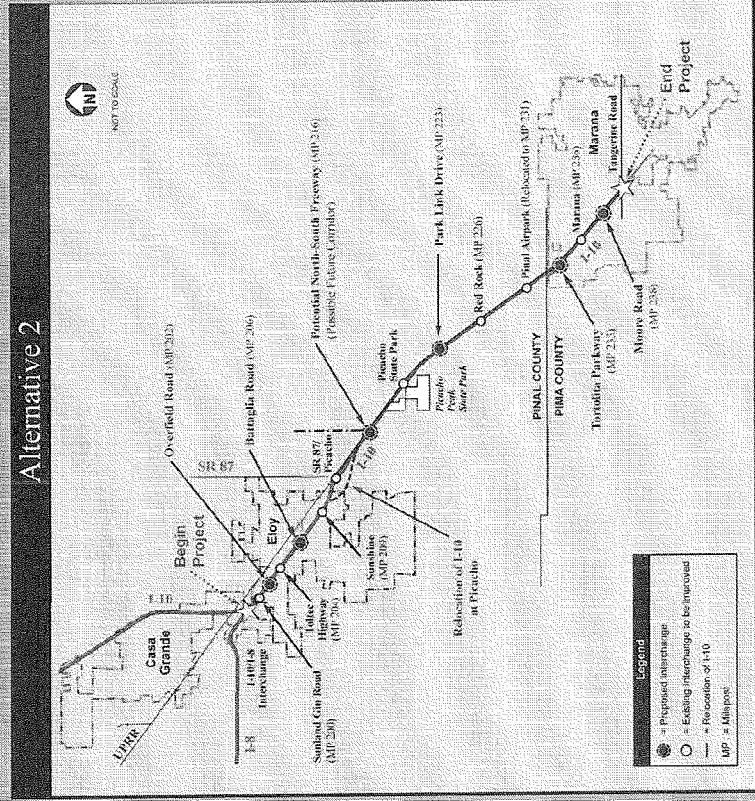 Alternative 2
N
NOT TO SCALE
Overfield Road (MP 202)
Battaglia Road (MP 206)
Potential North-South Freeway (MP 216)
(Possible Future Corridor)
Park Link Drive (MP 223)
Red Rock (MP 226)
Pinal Airpark (Relocated to MP 231)
Marana (MP 236)
Marana
Tangerine Road
End
Project
Begin
Project
I-10
Casa
Grande
UPRR
I-8
I-10/I-8
Interchange
Eloy
SR 87
SR 87/
Picacho
I-10
Picacho
State Park
Picacho
Peak
State Park
Sunland Gin Road
(MP 200)
Toltec
Highway
Sunshine
(MP 209)
Relocation of I-10
at Picacho
PINAL COUNTY
PIMA COUNTY
I-10
Tortolita Parkway
(MP 233)
Moore Road
(MP 238)
Legend
= Proposed Interchange
= Existing Interchange to be Improved
= Relocation of I-10
MP = Milepost